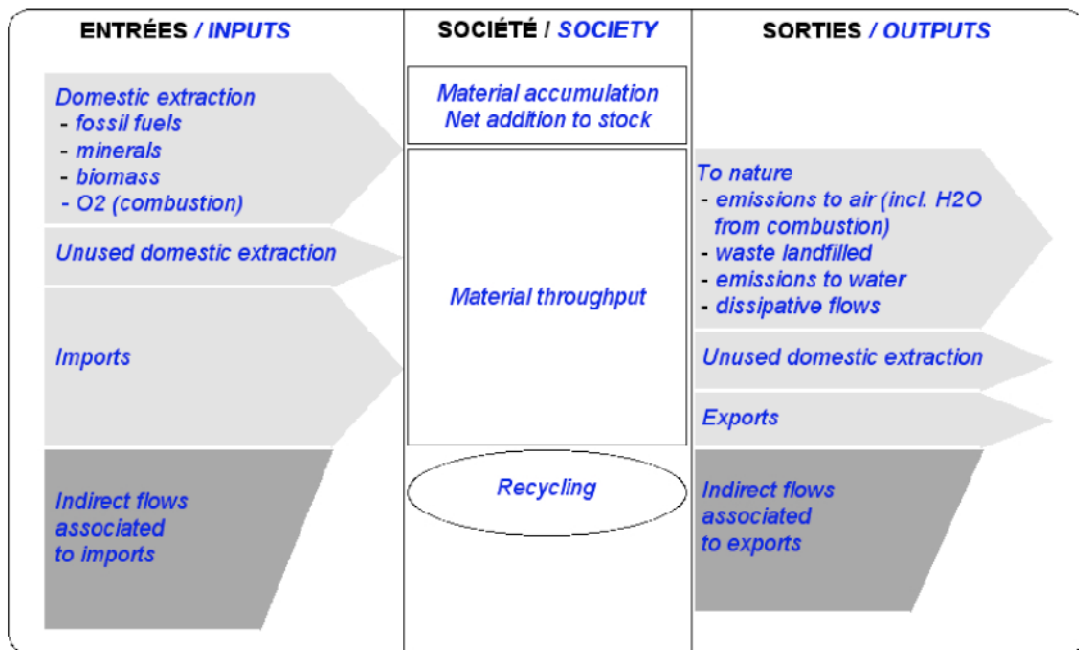 ENTRÉES / INPUTS
Domestic extraction
- fossil fuels
- minerals
- biomass
- O2 (combustion)
Unused domestic extraction
Imports
Indirect flows
associated
to imports
SOCIÉTÉ / SOCIETY
Material accumulation
Net addition to stock
Material throughput
Recycling
SORTIES / OUTPUTS
To nature
- emissions to air (incl. H2O
from combustion)
- waste landfilled
- emissions to water
- dissipative flows
Unused domestic extraction
Exports
Indirect flows
associated
to exports